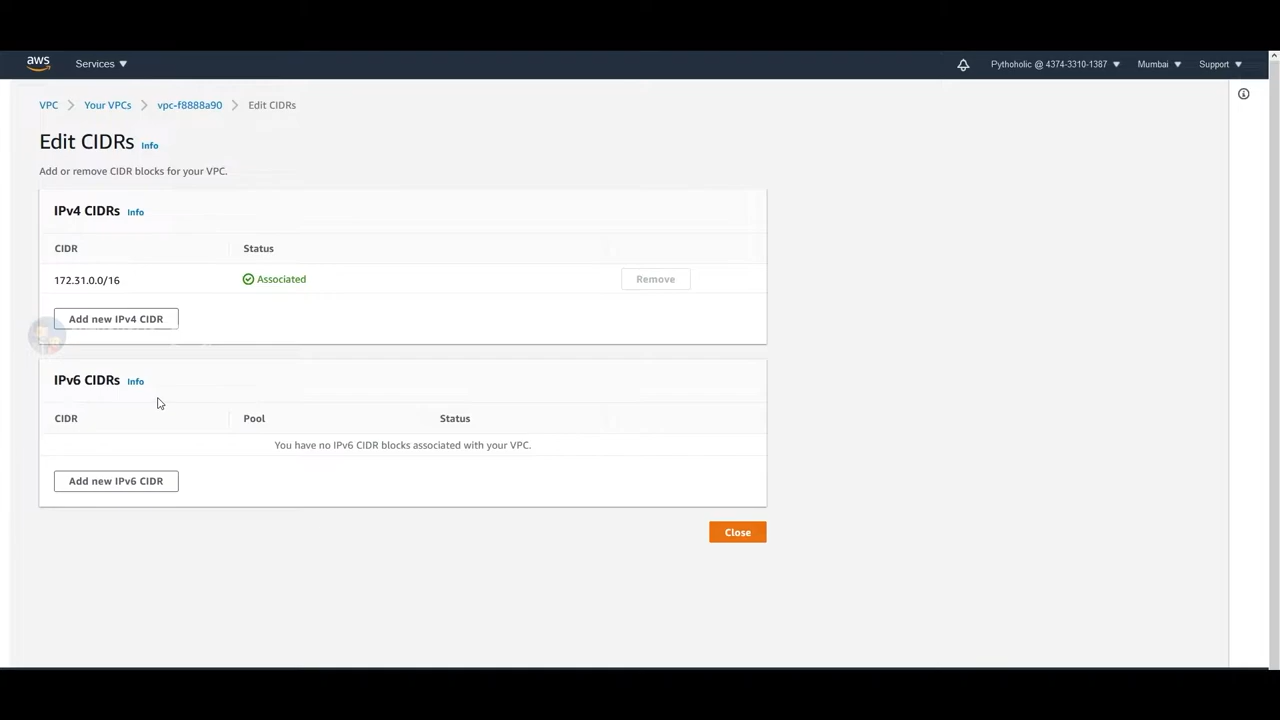 aws Services Pythoholic @ 4374-3310-1387 Mumbai Support
VPC Your VPCs vpc-f8888a90 Edit CIDRs
Edit CIDRs Info
Add or remove CIDR blocks for your VPC.
IPv4 CIDRs Info
CIDR Status
172.31.0.0/16 Associated Remove
Add new IPv4 CIDR
IPv6 CIDRs Info
CIDR Pool Status
You have no IPv6 CIDR blocks associated with your VPC.
Add new IPv6 CIDR
Close